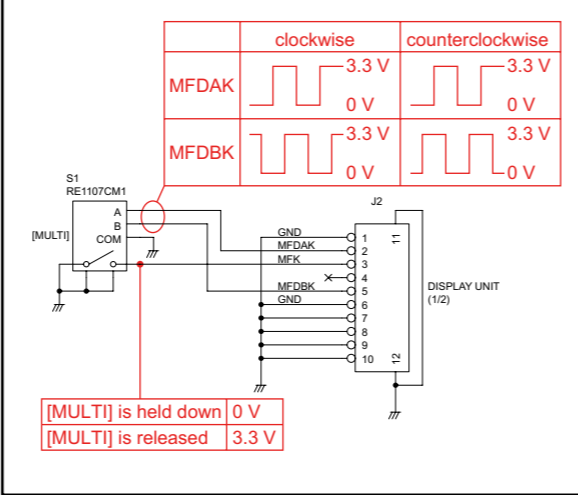 clockwise counterclockwise
MFDAK 3.3 V 3.3 V
0 V 0 V
MFDBK 3.3 V 3.3 V
0 V 0 V
S1
RE1107CM1
[MULTI]
A
B
COM
J2
GND 1 11
MFDAK 2
MFK 3
4
MFDBK 5
GND 6
7
8
9
10 12
DISPLAY UNIT
(1/2)
[MULTI] is held down 0 V
[MULTI] is released 3.3 V